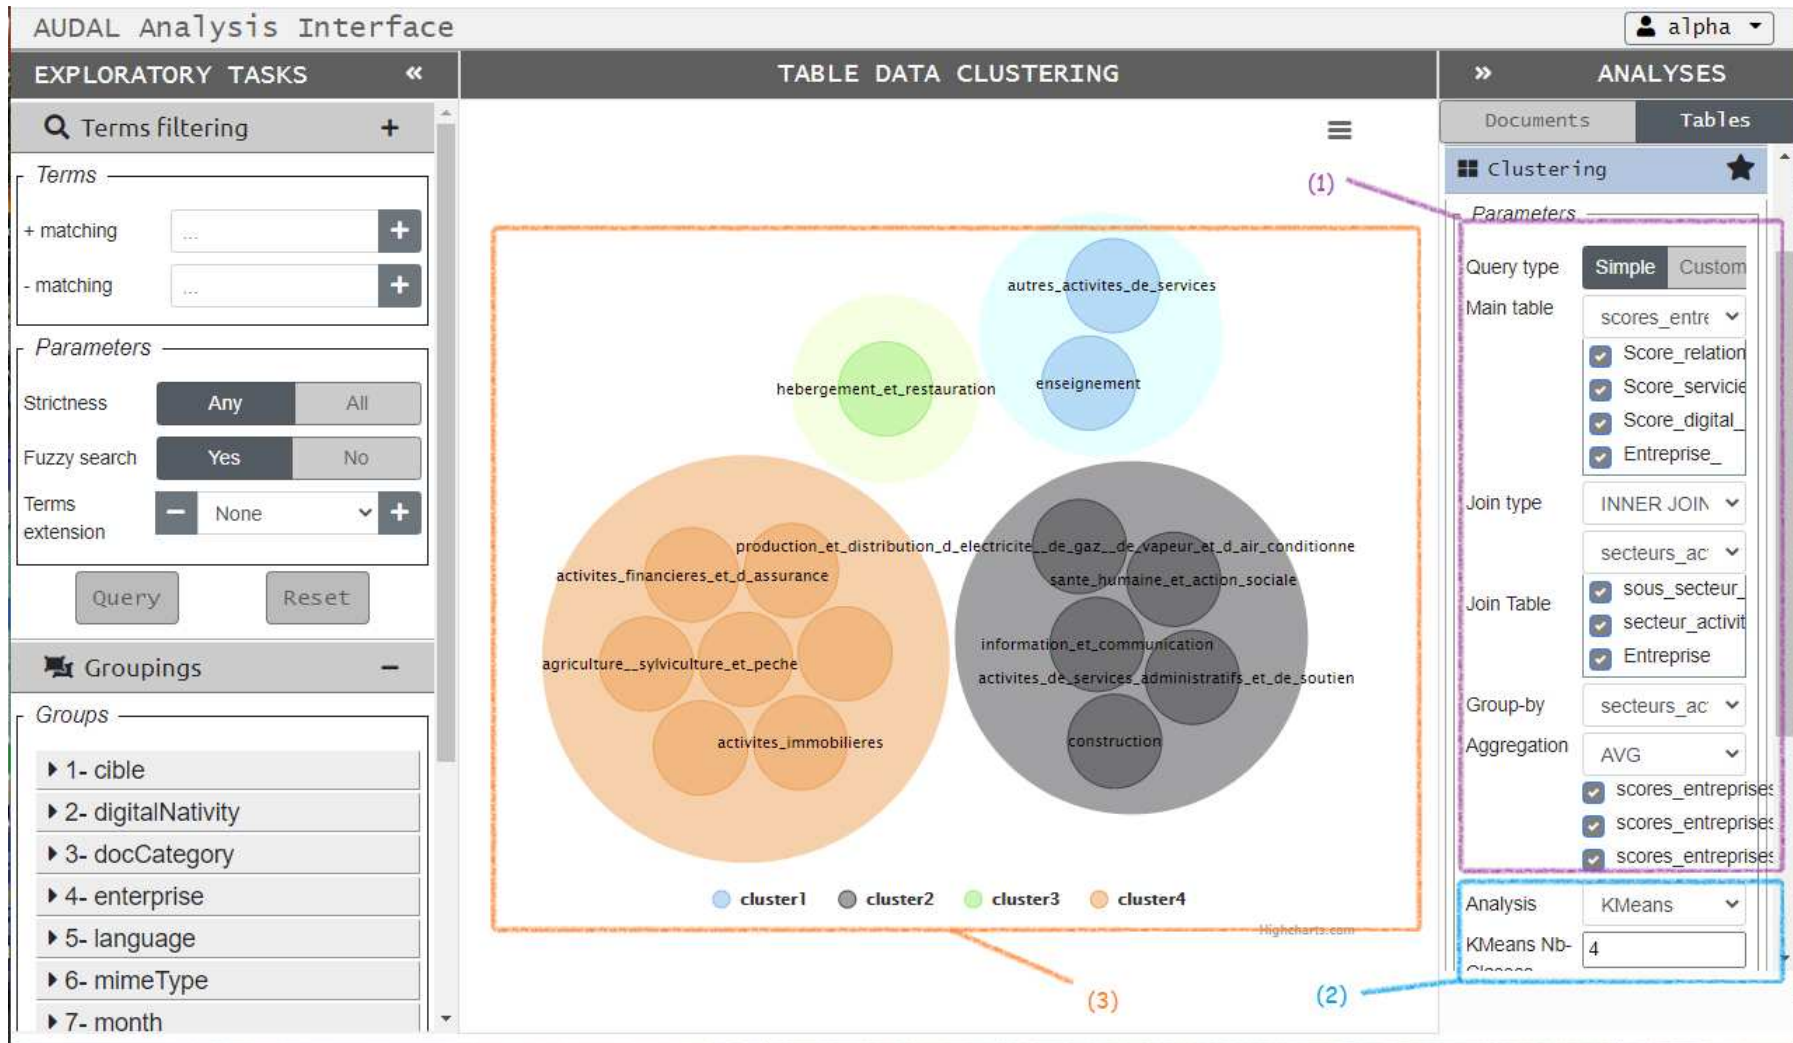 AUDAL Analysis Interface
alpha
EXPLORATORY TASKS «
Terms filtering +
Terms
+ matching
...
+
- matching
...
+
Parameters
Strictness Any All
Fuzzy search Yes No
Terms extension − None +
Query Reset
Groupings −
Groups
1- cible
2- digitalNativity
3- docCategory
4- enterprise
5- language
6- mimeType
7- month
TABLE DATA CLUSTERING
autres_activites_de_services
enseignement
hebergement_et_restauration
production_et_distribution_d_electricite__de_gaz__de_vapeur_et_d_air_conditionne
activites_financieres_et_d_assurance
sante_humaine_et_action_sociale
information_et_communication
agriculture__sylviculture_et_peche
activites_de_services_administratifs_et_de_soutien
activites_immobilieres
construction
cluster1 cluster2 cluster3 cluster4
Highcharts.com
(1)
(3)
(2)
» ANALYSES
Documents Tables
Clustering
Parameters
Query type Simple Custom
Main table scores_entre
Score_relation
Score_servicie
Score_digital_
Entreprise_
Join type INNER JOIN
secteurs_ac
Join Table
sous_secteur_
secteur_activit
Entreprise
Group-by secteurs_ac
Aggregation AVG
scores_entreprises
scores_entreprises
scores_entreprises
Analysis KMeans
KMeans Nb- 4